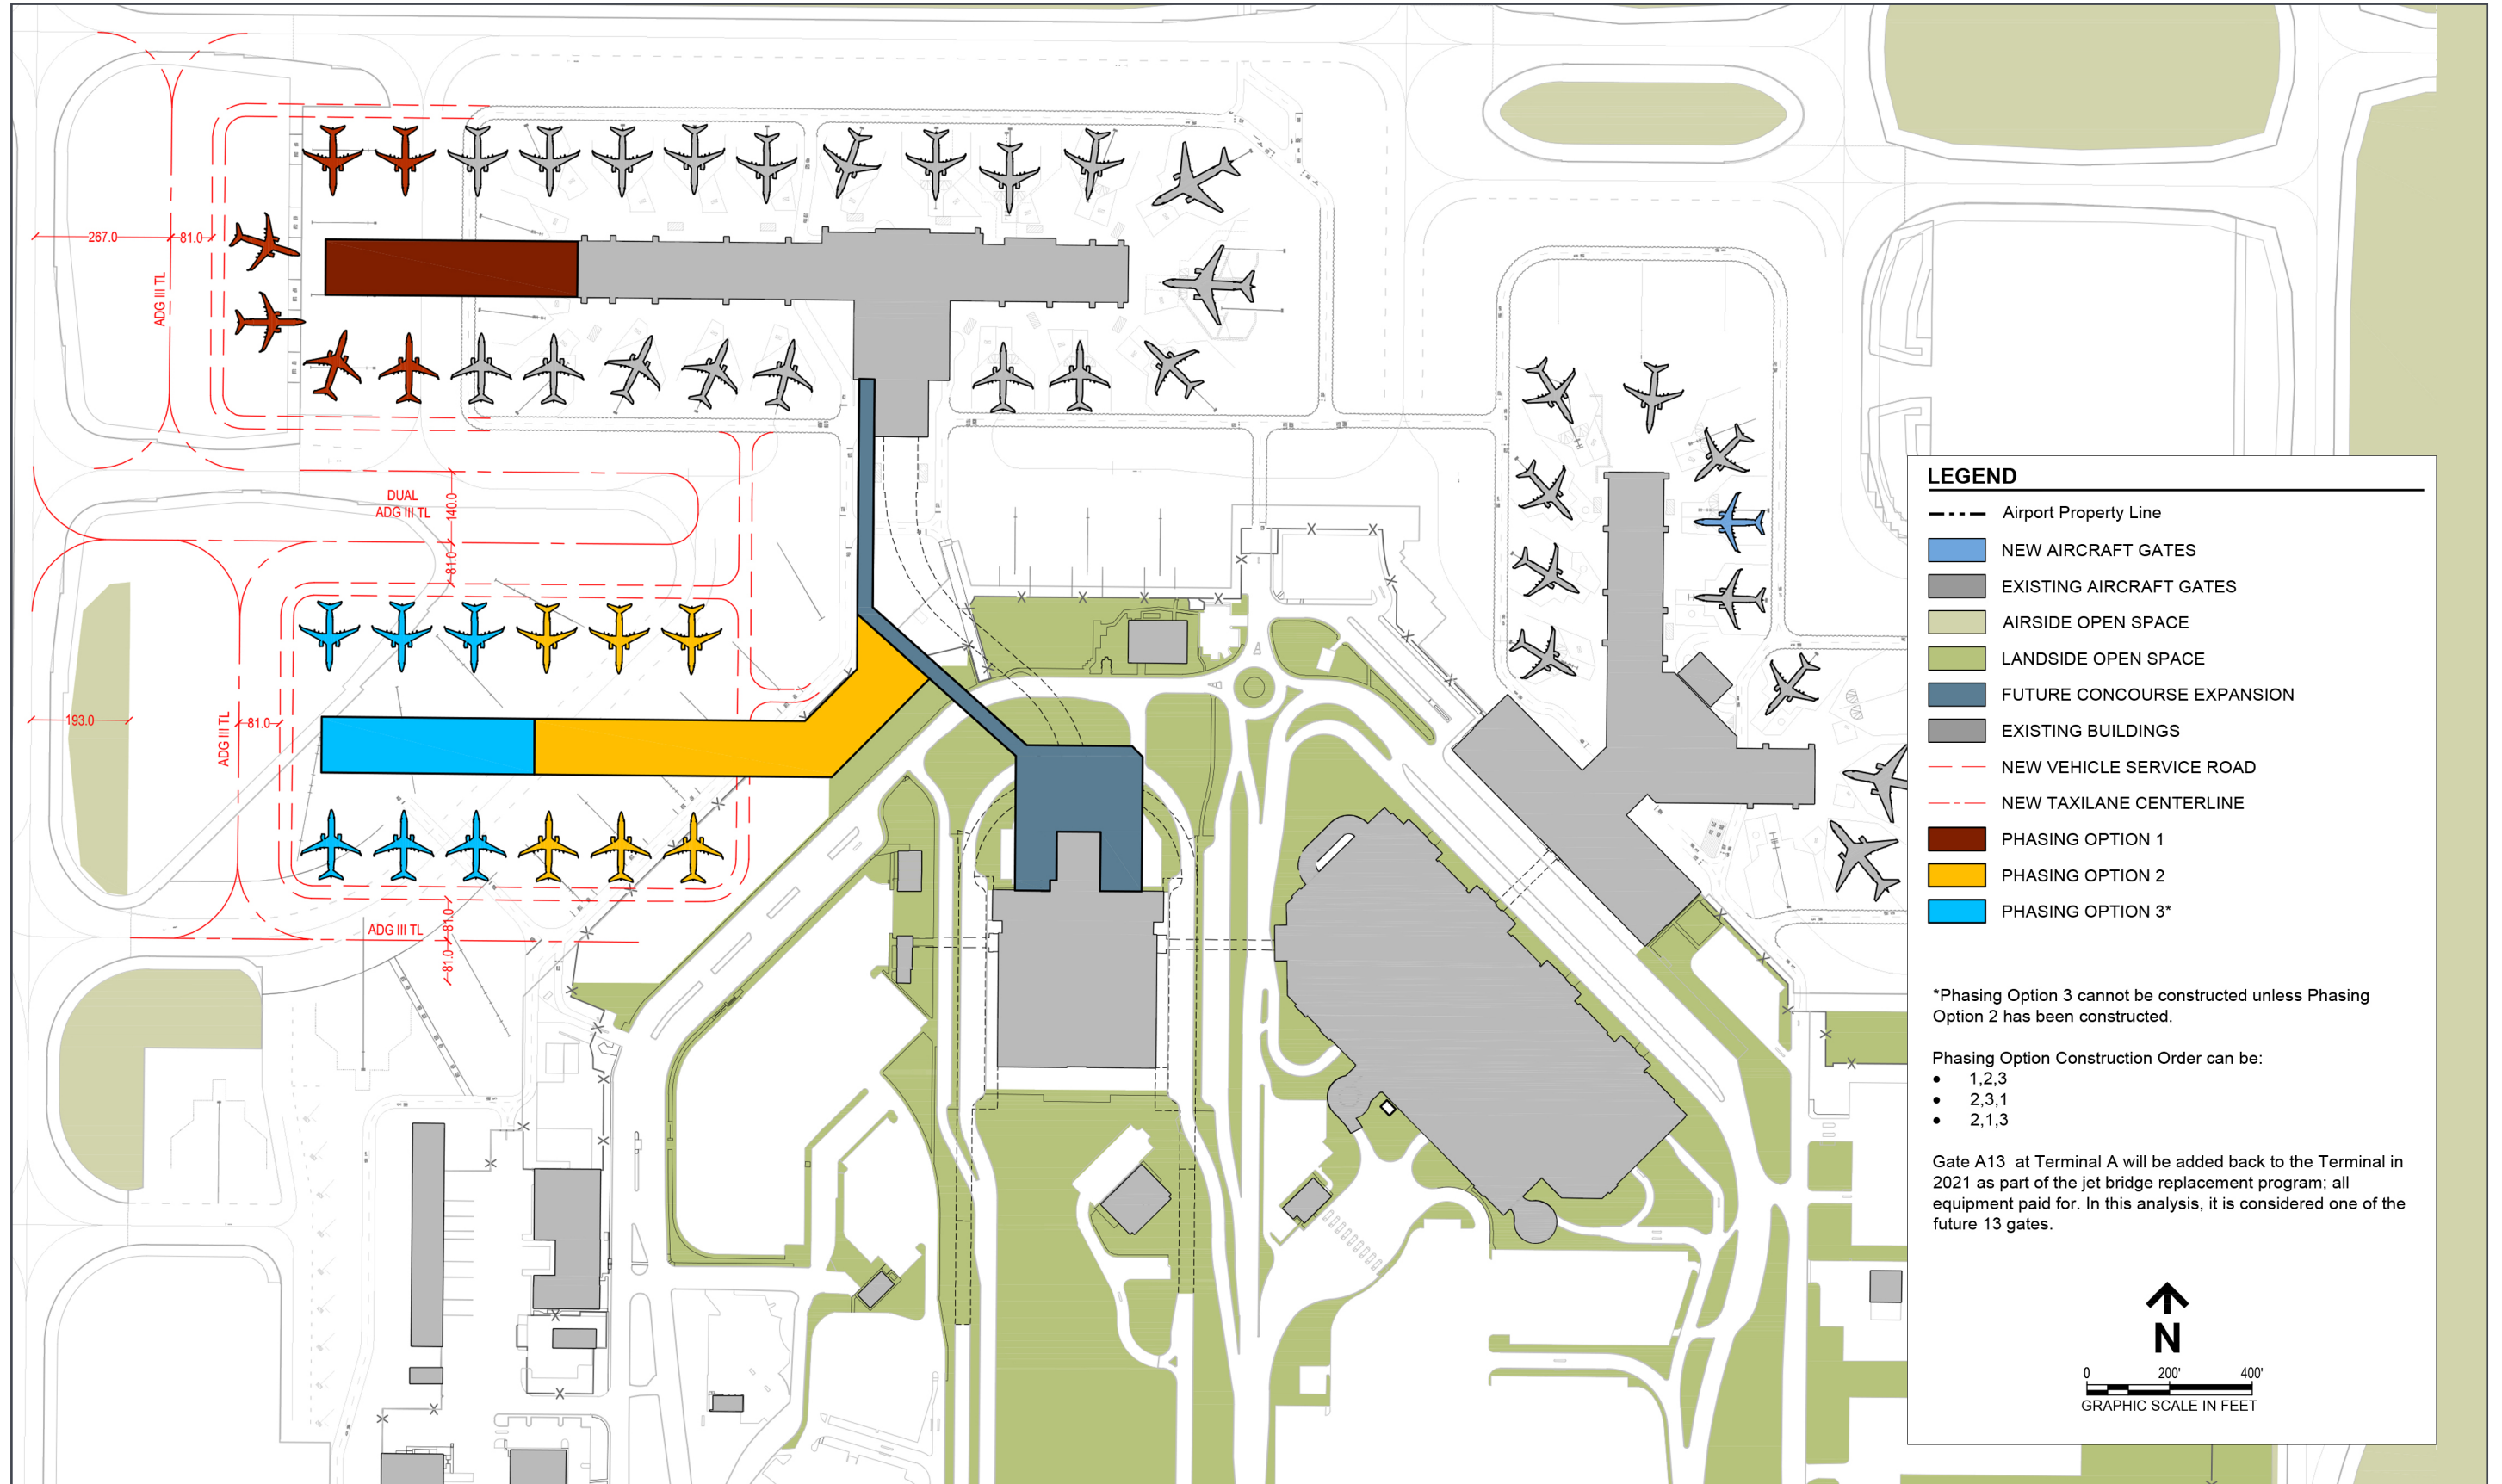 267.0
81.0
ADG III TL
DUAL
ADG III TL
140.0
81.0
193.0
ADG III TL
81.0
ADG III TL
81.0
81.0
LEGEND
Airport Property Line
NEW AIRCRAFT GATES
EXISTING AIRCRAFT GATES
AIRSIDE OPEN SPACE
LANDSIDE OPEN SPACE
FUTURE CONCOURSE EXPANSION
EXISTING BUILDINGS
NEW VEHICLE SERVICE ROAD
NEW TAXILANE CENTERLINE
PHASING OPTION 1
PHASING OPTION 2
PHASING OPTION 3*
*Phasing Option 3 cannot be constructed unless Phasing
Option 2 has been constructed.
Phasing Option Construction Order can be:
• 1,2,3
• 2,3,1
• 2,1,3
Gate A13 at Terminal A will be added back to the Terminal in
2021 as part of the jet bridge replacement program; all
equipment paid for. In this analysis, it is considered one of the
future 13 gates.
N
0 200' 400'
GRAPHIC SCALE IN FEET